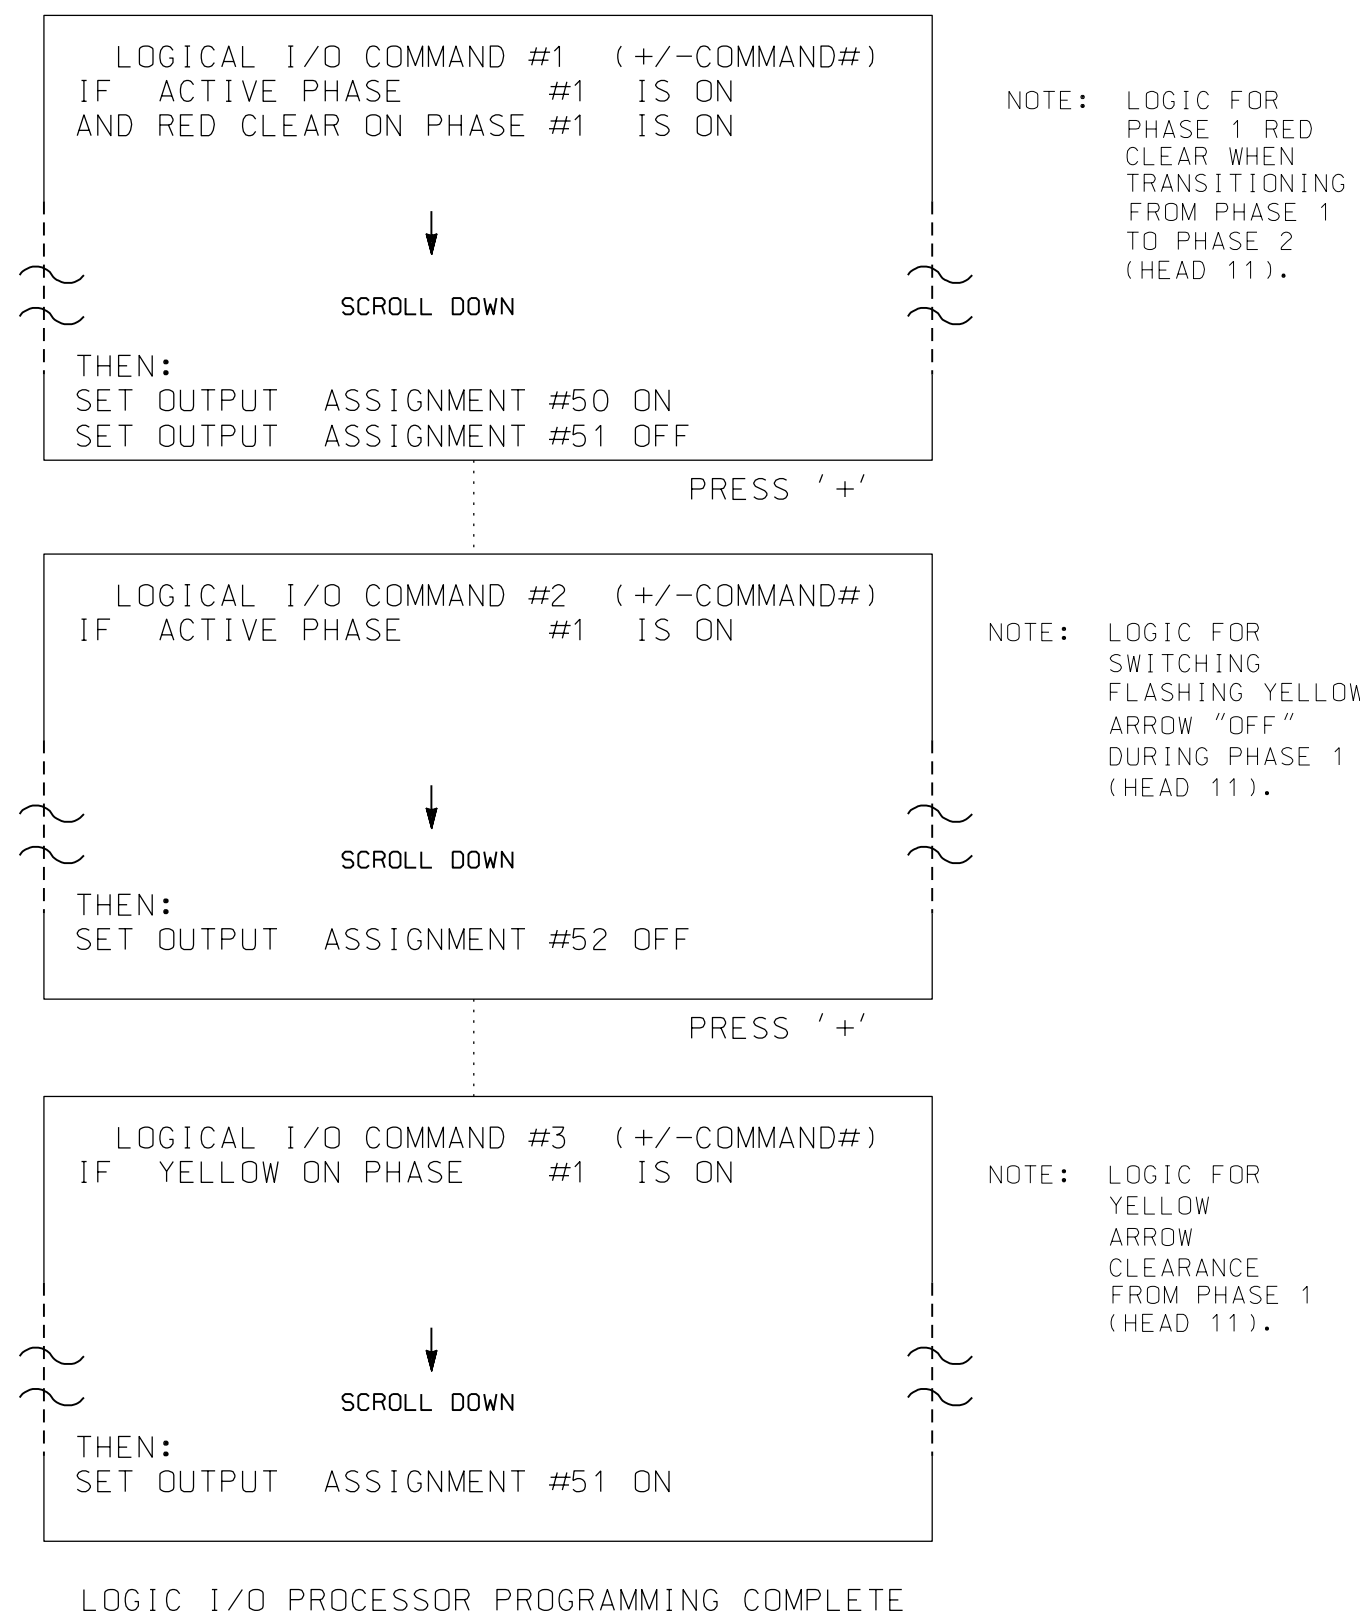 LOGICAL I/O COMMAND #1 (+/-COMMAND#)
IF ACTIVE PHASE #1 IS ON
AND RED CLEAR ON PHASE #1 IS ON
SCROLL DOWN
THEN:
SET OUTPUT ASSIGNMENT #50 ON
SET OUTPUT ASSIGNMENT #51 OFF
NOTE: LOGIC FOR
PHASE 1 RED
CLEAR WHEN
TRANSITIONING
FROM PHASE 1
TO PHASE 2
(HEAD 11).
PRESS '+'
LOGICAL I/O COMMAND #2 (+/-COMMAND#)
IF ACTIVE PHASE #1 IS ON
SCROLL DOWN
THEN:
SET OUTPUT ASSIGNMENT #52 OFF
NOTE: LOGIC FOR
SWITCHING
FLASHING YELLOW
ARROW "OFF"
DURING PHASE 1
(HEAD 11).
PRESS '+'
LOGICAL I/O COMMAND #3 (+/-COMMAND#)
IF YELLOW ON PHASE #1 IS ON
SCROLL DOWN
THEN:
SET OUTPUT ASSIGNMENT #51 ON
NOTE: LOGIC FOR
YELLOW
ARROW
CLEARANCE
FROM PHASE 1
(HEAD 11).
LOGIC I/O PROCESSOR PROGRAMMING COMPLETE